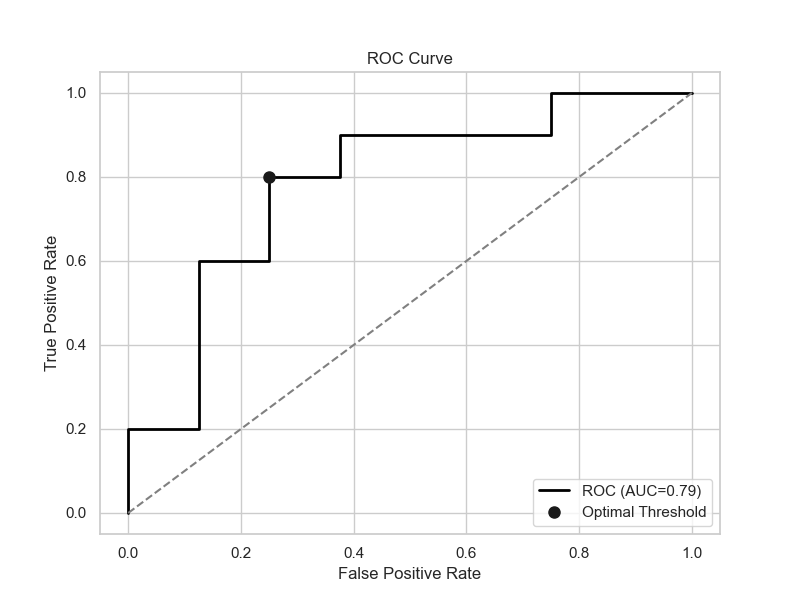 ROC Curve
1.0
0.8
0.6
0.4
0.2
0.0
True Positive Rate
0.0 0.2 0.4 0.6 0.8 1.0
False Positive Rate
ROC (AUC=0.79)
Optimal Threshold